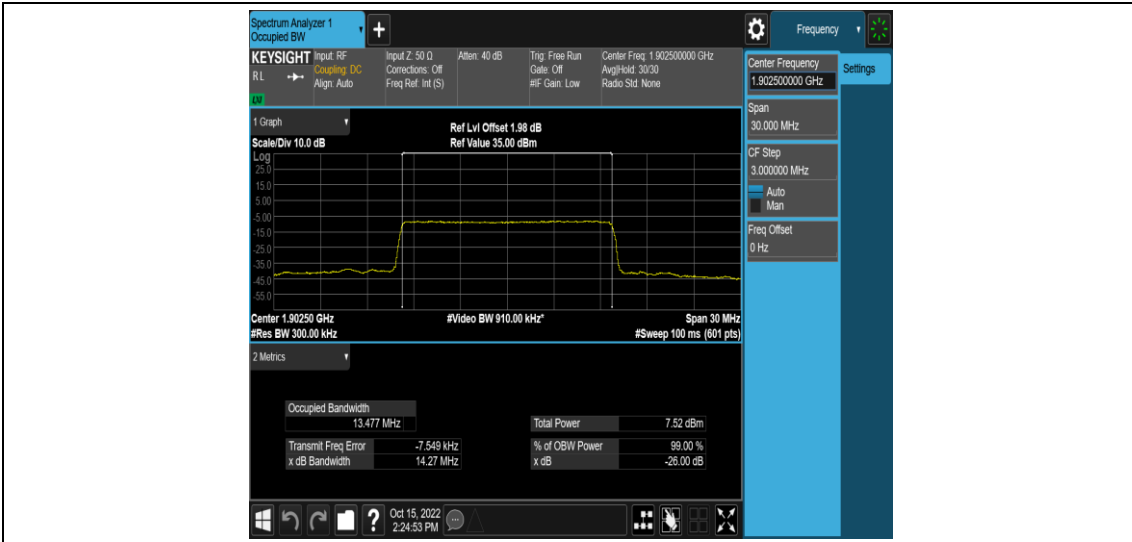 Spectrum Analyzer 1
Occupied BW
Frequency
KEYSIGHT
RL
LXI
Input: RF
Coupling: DC
Align: Auto
Input Z: 50 Ω
Corrections: Off
Freq Ref: Int (S)
Atten: 40 dB
Trig: Free Run
Gate: Off
#IF Gain: Low
Center Freq: 1.902500000 GHz
Avg|Hold: 30/30
Radio Std: None
Center Frequency
1.902500000 GHz
Settings
Span
30.000 MHz
CF Step
3.000000 MHz
Auto
Man
Freq Offset
0 Hz
1 Graph
Scale/Div 10.0 dB
Ref Lvl Offset 1.98 dB
Ref Value 35.00 dBm
Log
25.0
15.0
5.00
-5.00
-15.0
-25.0
-35.0
-45.0
-55.0
Center 1.90250 GHz #Video BW 910.00 kHz* Span 30 MHz
#Res BW 300.00 kHz #Sweep 100 ms (601 pts)
2 Metrics
Occupied Bandwidth
13.477 MHz
Total Power 7.52 dBm
Transmit Freq Error -7.549 kHz % of OBW Power 99.00 %
x dB Bandwidth 14.27 MHz x dB -26.00 dB
?
Oct 15, 2022
2:24:53 PM